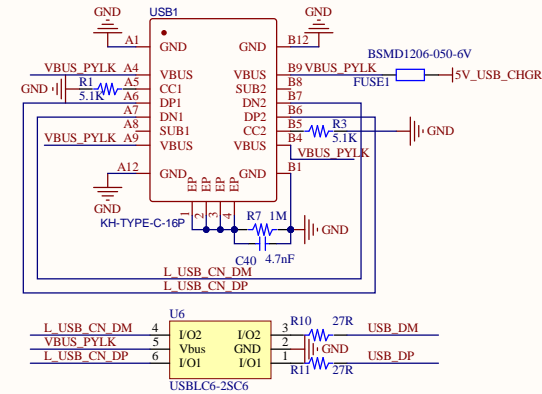 USB1
GND GND
A1 GND GND B12
BSMD1206-050-6V
VBUS_PYLK A4 VBUS VBUS B9 VBUS_PYLK 5V_USB_CHGR
FUSE1
GND R1 A5 CC1 SUB2 B8
5.1K A6 DP1 DN2 B7
A7 DN1 DP2 B6
A8 SUB1 CC2 B5 R3 GND
5.1K
VBUS_PYLK A9 VBUS VBUS B4
VBUS_PYLK
A12 GND GND B1
EP EP EP EP
GND
1 2 3 4
KH-TYPE-C-16P
R7 1M GND
C40 4.7nF
L_USB_CN_DM
L_USB_CN_DP
U6
L_USB_CN_DM 4 I/O2 I/O2 3 R10 27R USB_DM
VBUS_PYLK 5 Vbus GND 2 GND
L_USB_CN_DP 6 I/O1 I/O1 1 R11 27R USB_DP
USBLC6-2SC6